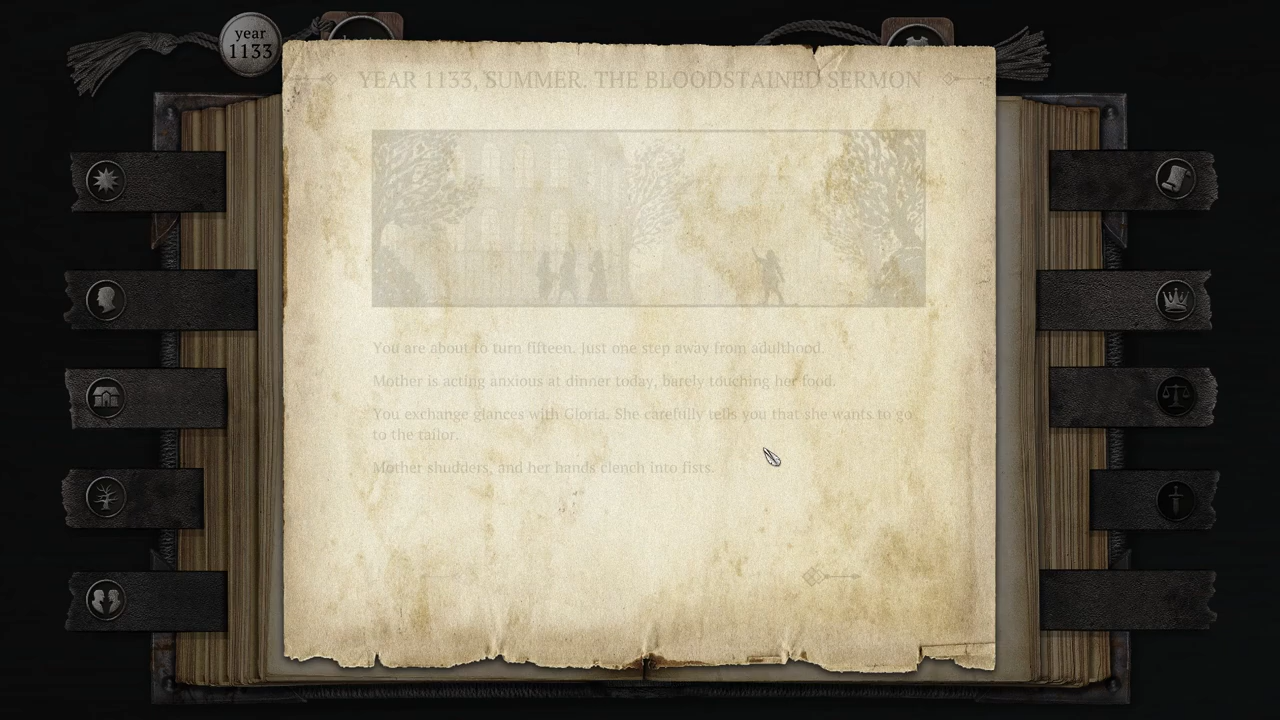 year
1133
YEAR 1133, SUMMER. THE BLOODSTAINED SERMON
You are about to turn fifteen. Just one step away from adulthood.
Mother is acting anxious at dinner today, barely touching her food.
You exchange glances with Gloria. She carefully tells you that she wants to go
to the tailor.
Mother shudders, and her hands clench into fists.